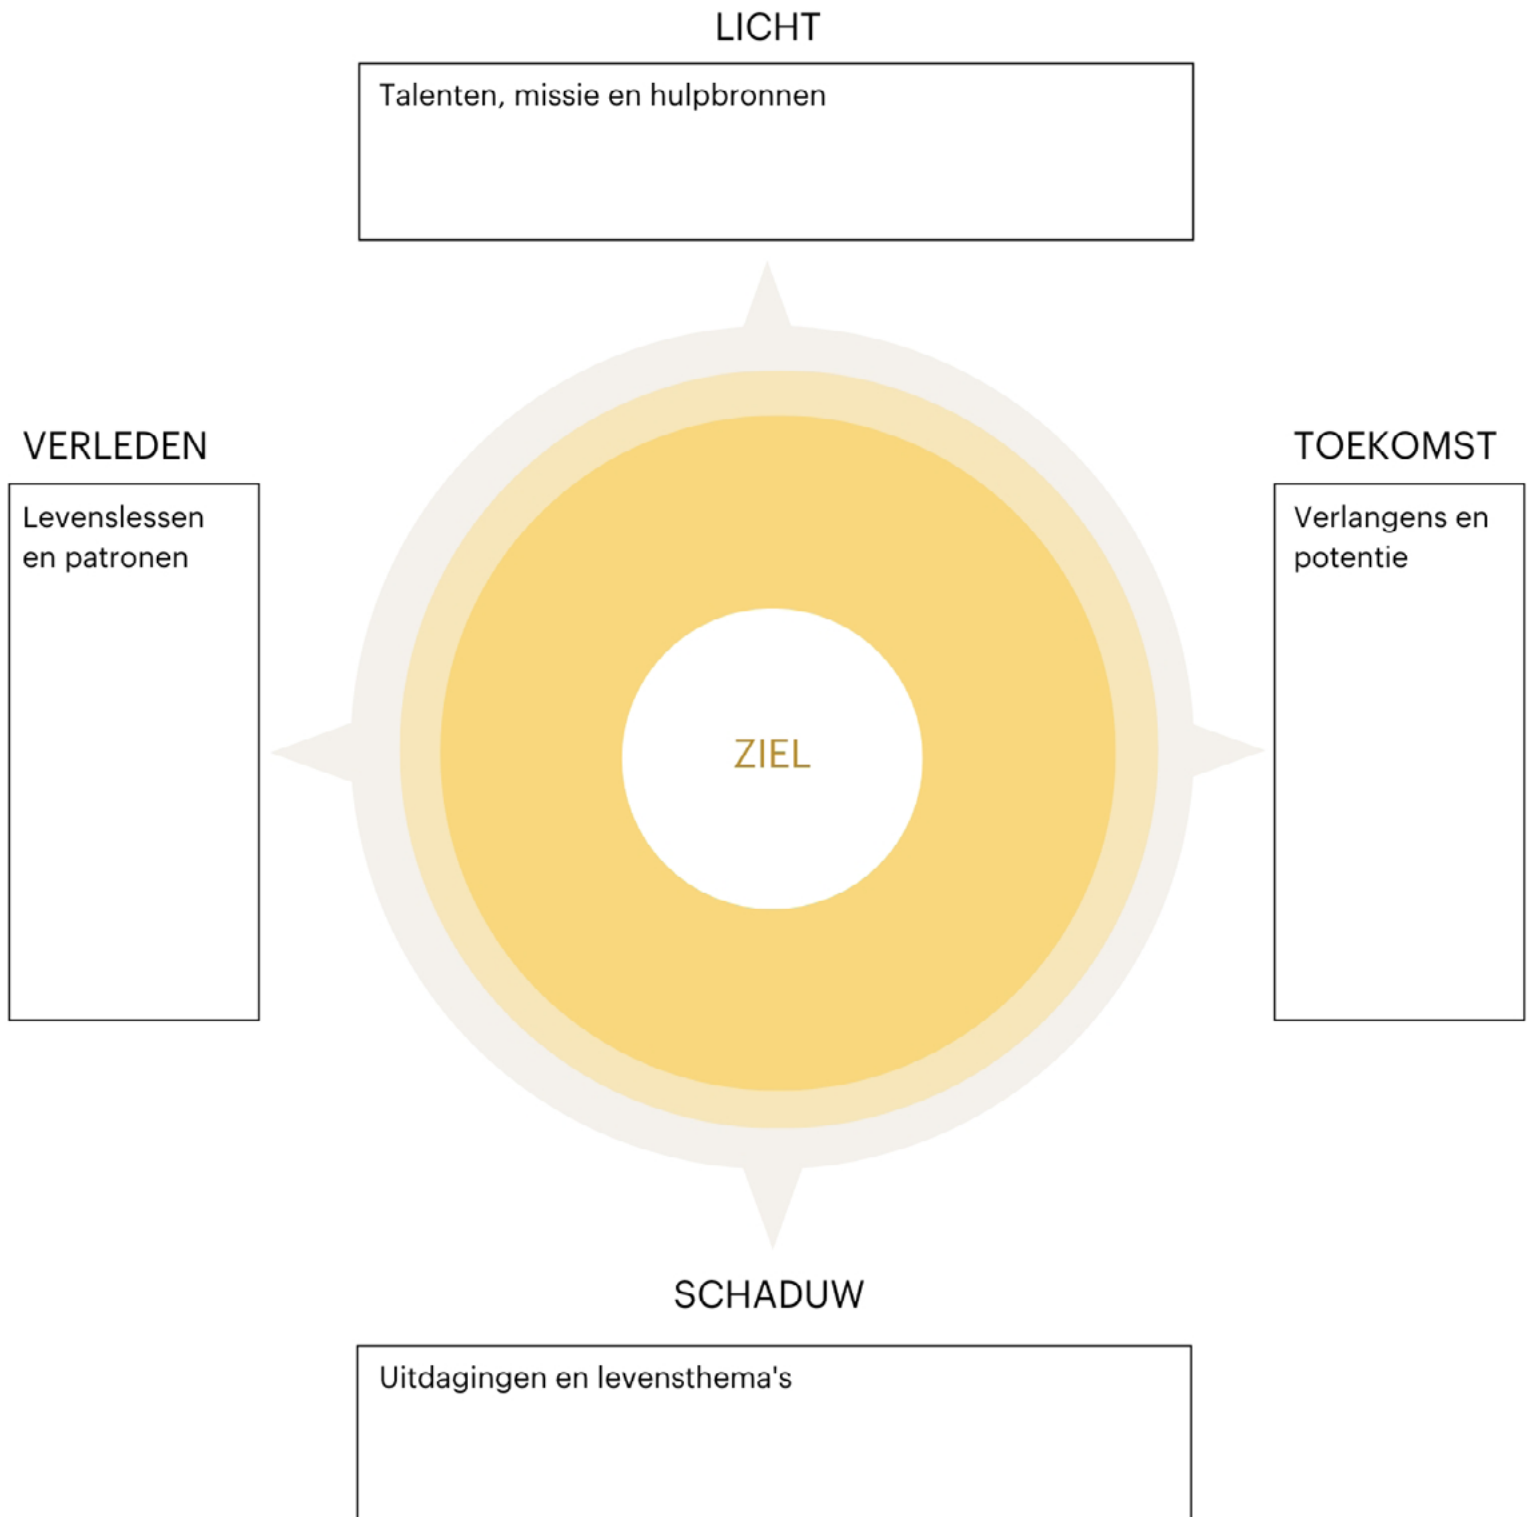 LICHT
Talenten, missie en hulpbronnen
VERLEDEN
Levenslessen
en patronen
TOEKOMST
Verlangens en
potentie
ZIEL
SCHADUW
Uitdagingen en levensthema's